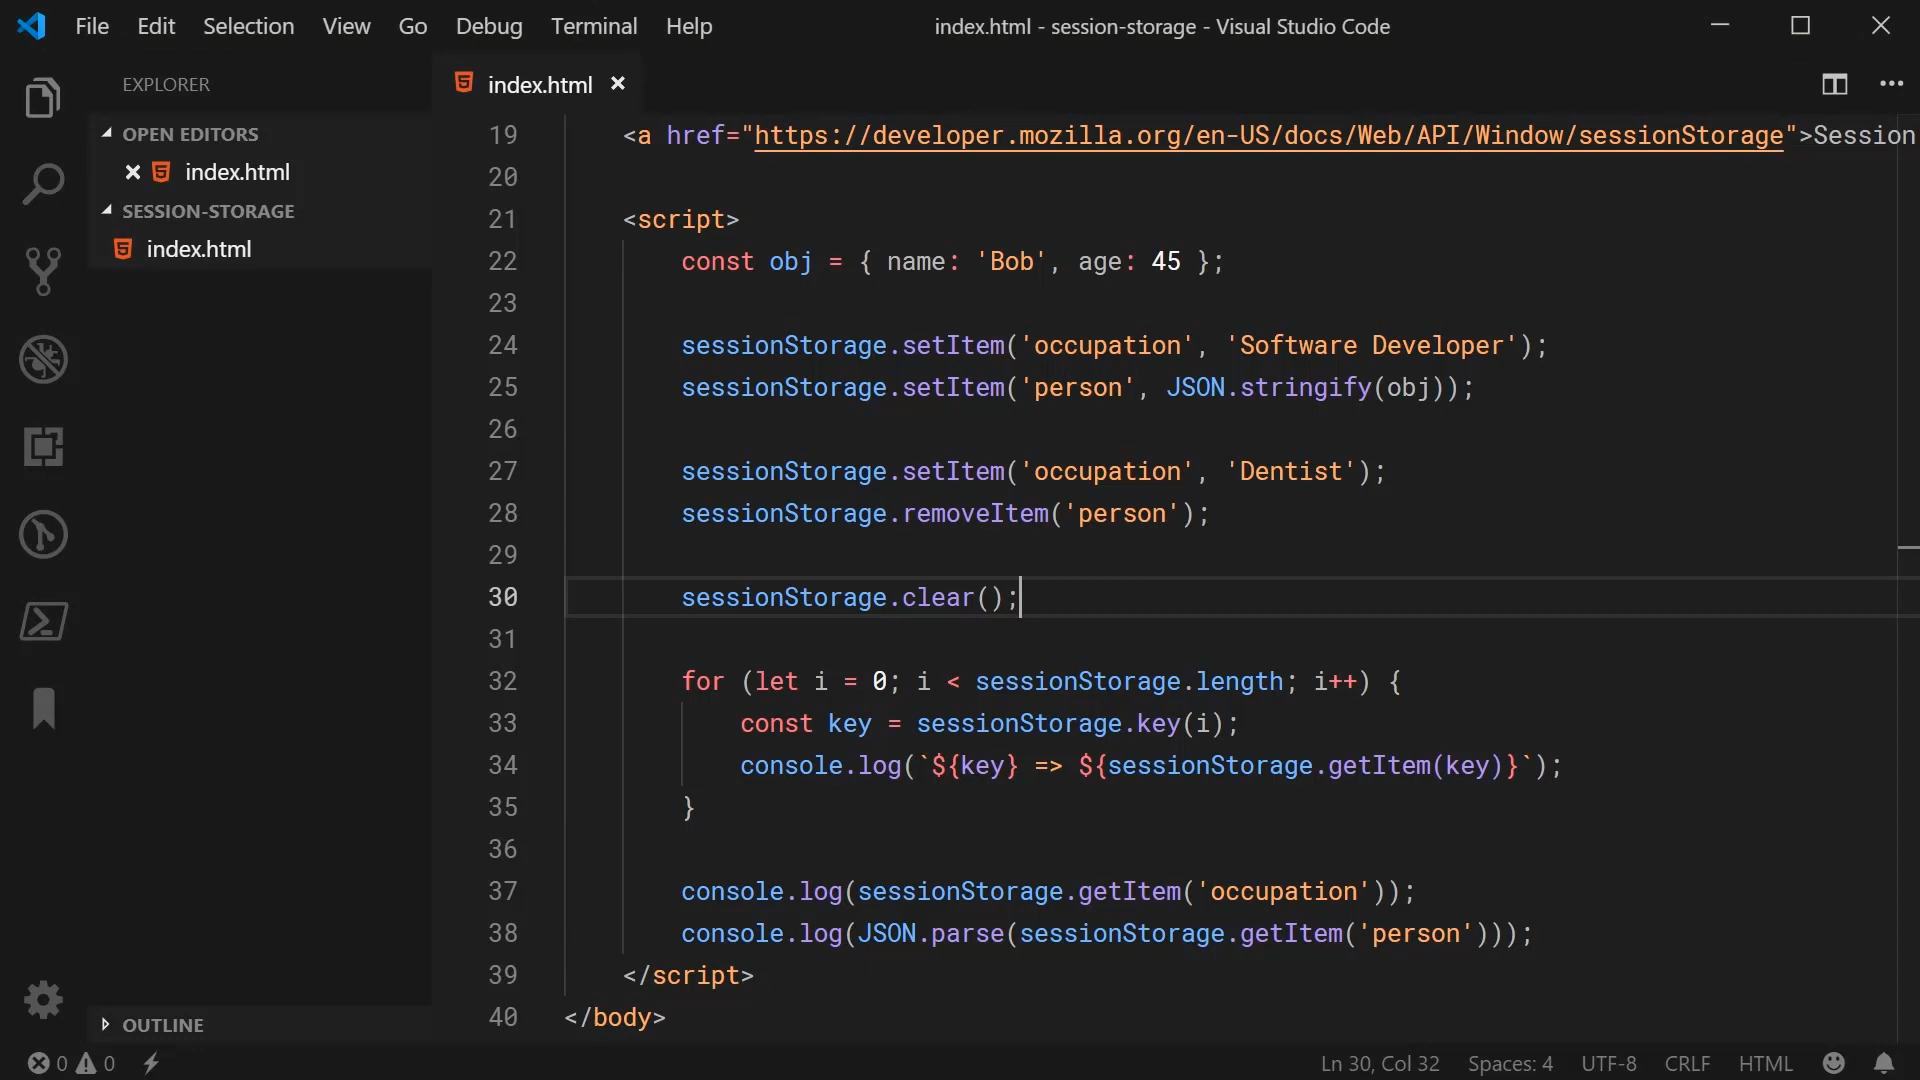 File Edit Selection View Go Debug Terminal Help index.html - session-storage - Visual Studio Code
EXPLORER
OPEN EDITORS
index.html
SESSION-STORAGE
index.html
OUTLINE
index.html
19 <a href="https://developer.mozilla.org/en-US/docs/Web/API/Window/sessionStorage">Session
20
21 <script>
22 const obj = { name: 'Bob', age: 45 };
23
24 sessionStorage.setItem('occupation', 'Software Developer');
25 sessionStorage.setItem('person', JSON.stringify(obj));
26
27 sessionStorage.setItem('occupation', 'Dentist');
28 sessionStorage.removeItem('person');
29
30 sessionStorage.clear();
31
32 for (let i = 0; i < sessionStorage.length; i++) {
33 const key = sessionStorage.key(i);
34 console.log(`${key} => ${sessionStorage.getItem(key)}`);
35 }
36
37 console.log(sessionStorage.getItem('occupation'));
38 console.log(JSON.parse(sessionStorage.getItem('person')));
39 </script>
40 </body>
0 0 Ln 30, Col 32 Spaces: 4 UTF-8 CRLF HTML